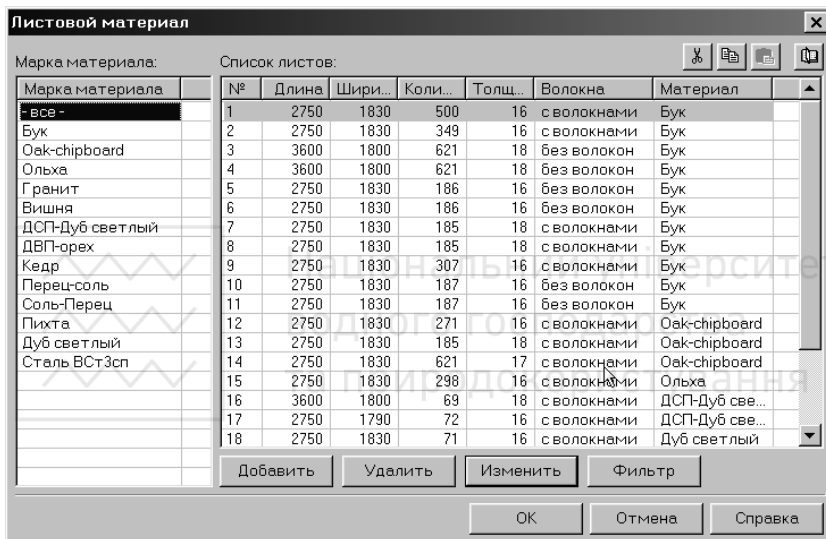 Листовой материал
Марка материала: Список листов:
Марка материала
- все -
Бук
Oak-chipboard
Ольха
Гранит
Вишня
ДСП-Дуб светлый
ДВП-орех
Кедр
Перец-соль
Соль-Перец
Пихта
Дуб светлый
Сталь ВСт3сп
№ Длина Шири... Коли... Толщ... Волокна Материал
1 2750 1830 500 16 с волокнами Бук
2 2750 1830 349 16 с волокнами Бук
3 3600 1800 621 18 без волокон Бук
4 3600 1800 621 18 без волокон Бук
5 2750 1830 186 16 без волокон Бук
6 2750 1830 186 16 без волокон Бук
7 2750 1830 185 18 с волокнами Бук
8 2750 1830 185 18 с волокнами Бук
9 2750 1830 307 16 с волокнами Бук
10 2750 1830 187 16 без волокон Бук
11 2750 1830 187 16 без волокон Бук
12 2750 1830 271 16 с волокнами Oak-chipboard
13 2750 1830 185 18 с волокнами Oak-chipboard
14 2750 1830 621 17 с волокнами Oak-chipboard
15 2750 1830 298 16 с волокнами Ольха
16 3600 1800 69 18 с волокнами ДСП-Дуб све...
17 2750 1790 72 16 с волокнами ДСП-Дуб све...
18 2750 1830 71 16 с волокнами Дуб светлый
Добавить Удалить Изменить Фильтр
OK Отмена Справка